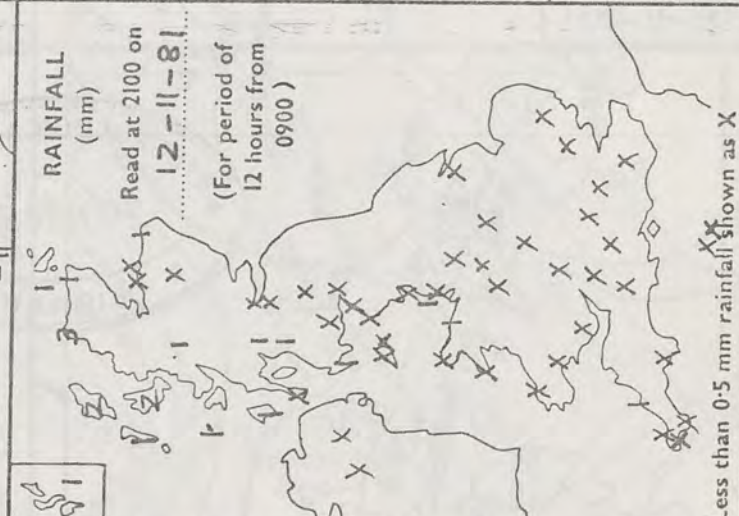 RAINFALL
(mm)
Read at 2100 on
12-11-81
(For period of
12 hours from
0900)
Less than 0·5 mm rainfall shown as X